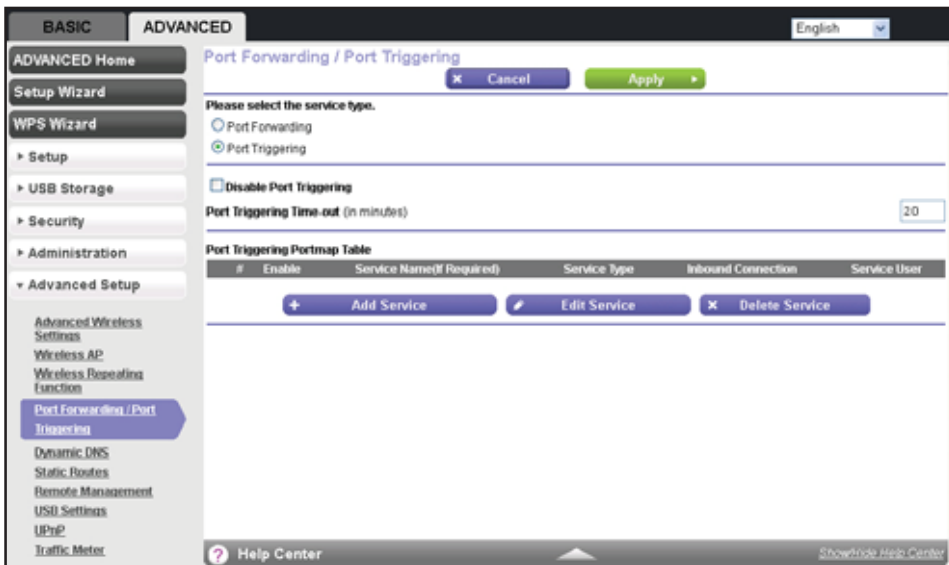 BASIC
ADVANCED
English
ADVANCED Home
Setup Wizard
WPS Wizard
Setup
USB Storage
Security
Administration
Advanced Setup
Advanced Wireless
Settings
Wireless AP
Wireless Repeating
Function
Port Forwarding / Port
Triggering
Dynamic DNS
Static Routes
Remote Management
USB Settings
UPnP
Traffic Meter
Port Forwarding / Port Triggering
Cancel Apply
Please select the service type.
Port Forwarding
Port Triggering
Disable Port Triggering
Port Triggering Time-out (in minutes) 20
Port Triggering Portmap Table
# Enable Service Name(If Required) Service Type Inbound Connection Service User
Add Service Edit Service Delete Service
Help Center Show/Hide Help Center